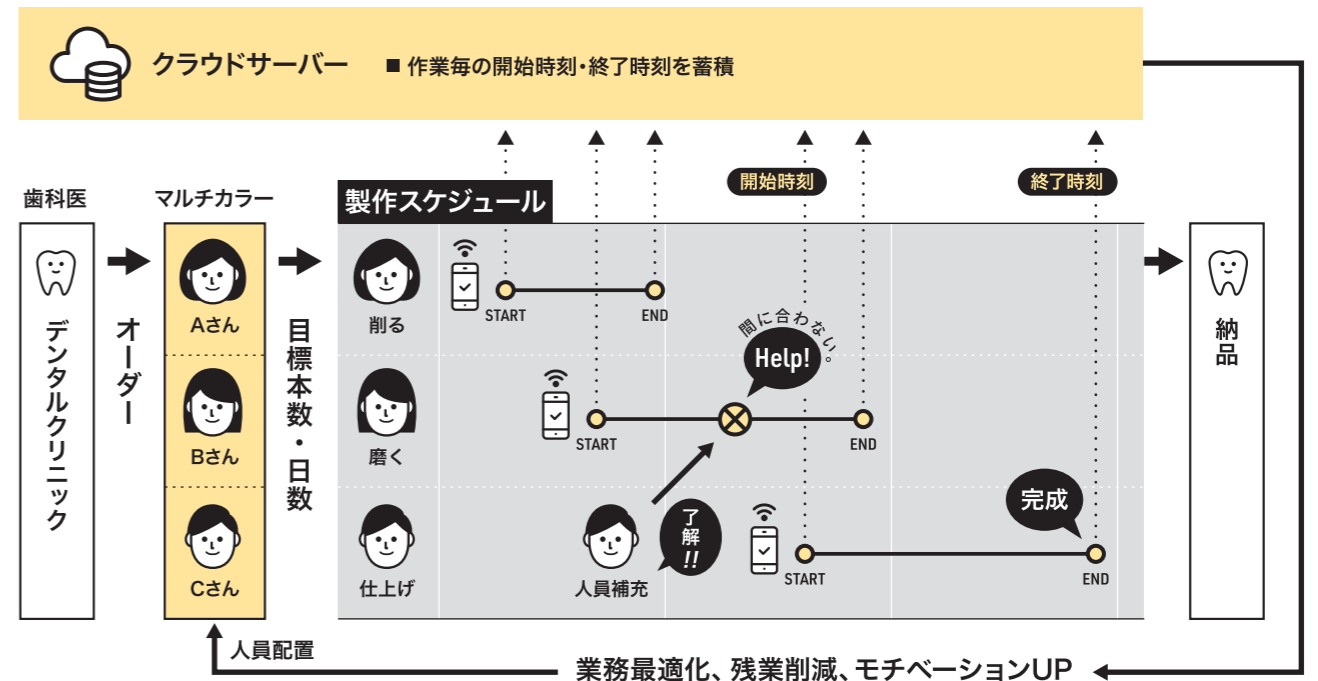 クラウドサーバー
■ 作業毎の開始時刻・終了時刻を蓄積
歯科医
マルチカラー
製作スケジュール
開始時刻
終了時刻
デンタルクリニック
オーダー
Aさん
Bさん
Cさん
目標本数・日数
削る
START
END
磨く
START
間に合わない。
Help!
END
仕上げ
人員補充
了解!!
START
完成
END
納品
人員配置
業務最適化、残業削減、モチベーションUP